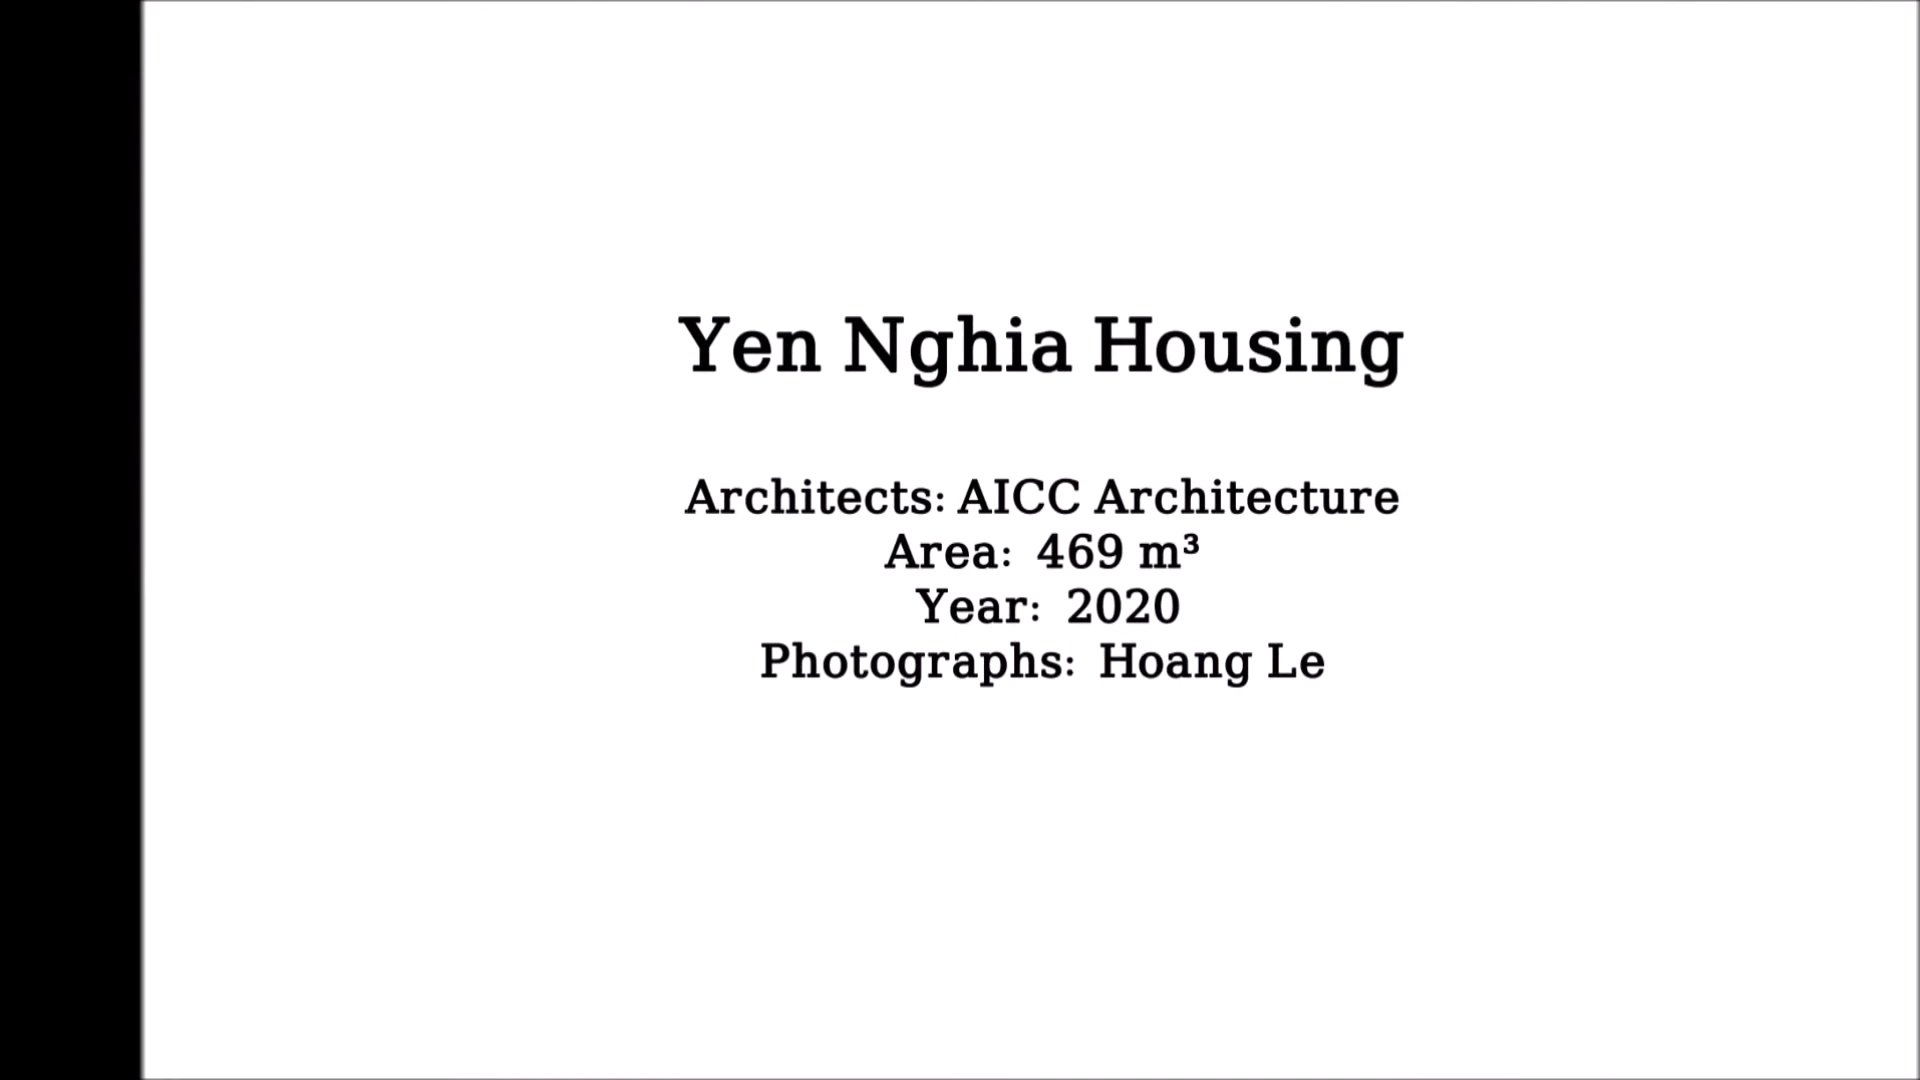 Yen Nghia Housing
Architects: AICC Architecture
Area: 469 m³
Year: 2020
Photographs: Hoang Le